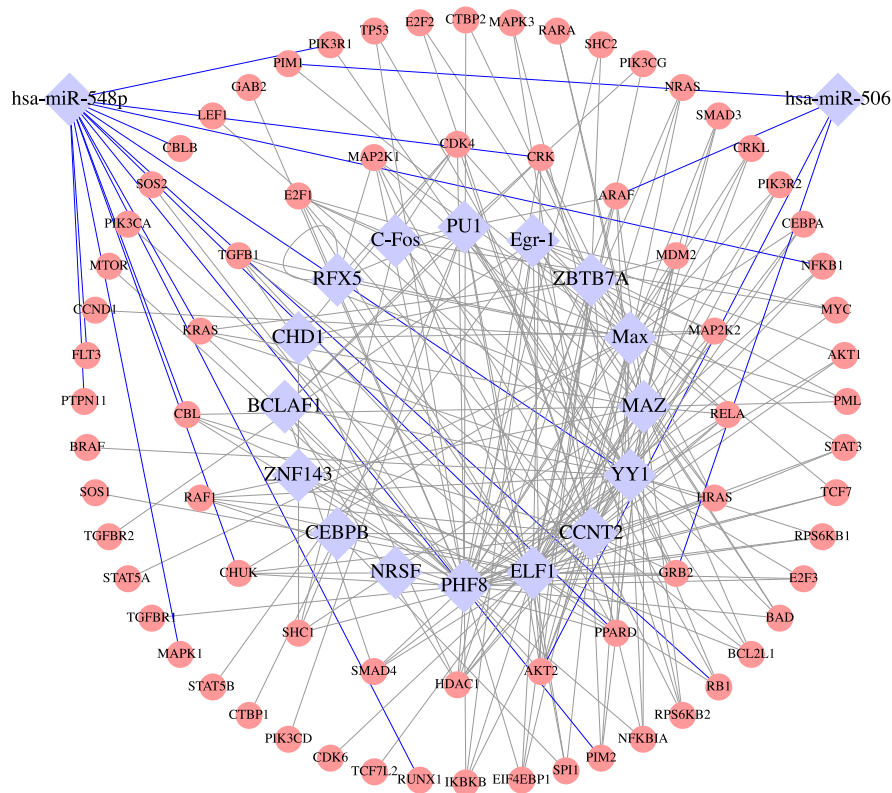 CTBP2
E2F2
MAPK3
TP53
RARA
PIK3R1
SHC2
PIM1
PIK3CG
GAB2
NRAS
hsa-miR-548p
hsa-miR-506
LEF1
SMAD3
CBLB
MAP2K1
CDK4
CRK
CRKL
SOS2
E2F1
ARAF
PIK3R2
PIK3CA
C-Fos
PU1
Egr-1
CEBPA
TGFB1
MDM2
MTOR
RFX5
ZBTB7A
NFKB1
CCND1
KRAS
CHD1
Max
MAP2K2
MYC
FLT3
AKT1
PTPN11
CBL
BCLAF1
MAZ
RELA
PML
BRAF
ZNF143
YY1
STAT3
SOS1
RAF1
HRAS
TCF7
TGFBR2
CEBPB
CCNT2
RPS6KB1
STAT5A
CHUK
NRSF
PHF8
ELF1
GRB2
E2F3
TGFBR1
SHC1
PPARD
BAD
MAPK1
SMAD4
HDAC1
AKT2
BCL2L1
STAT5B
RB1
CTBP1
RPS6KB2
PIK3CD
NFKBIA
CDK6
PIM2
TCF7L2
SPI1
RUNX1
IKBKB
EIF4EBP1